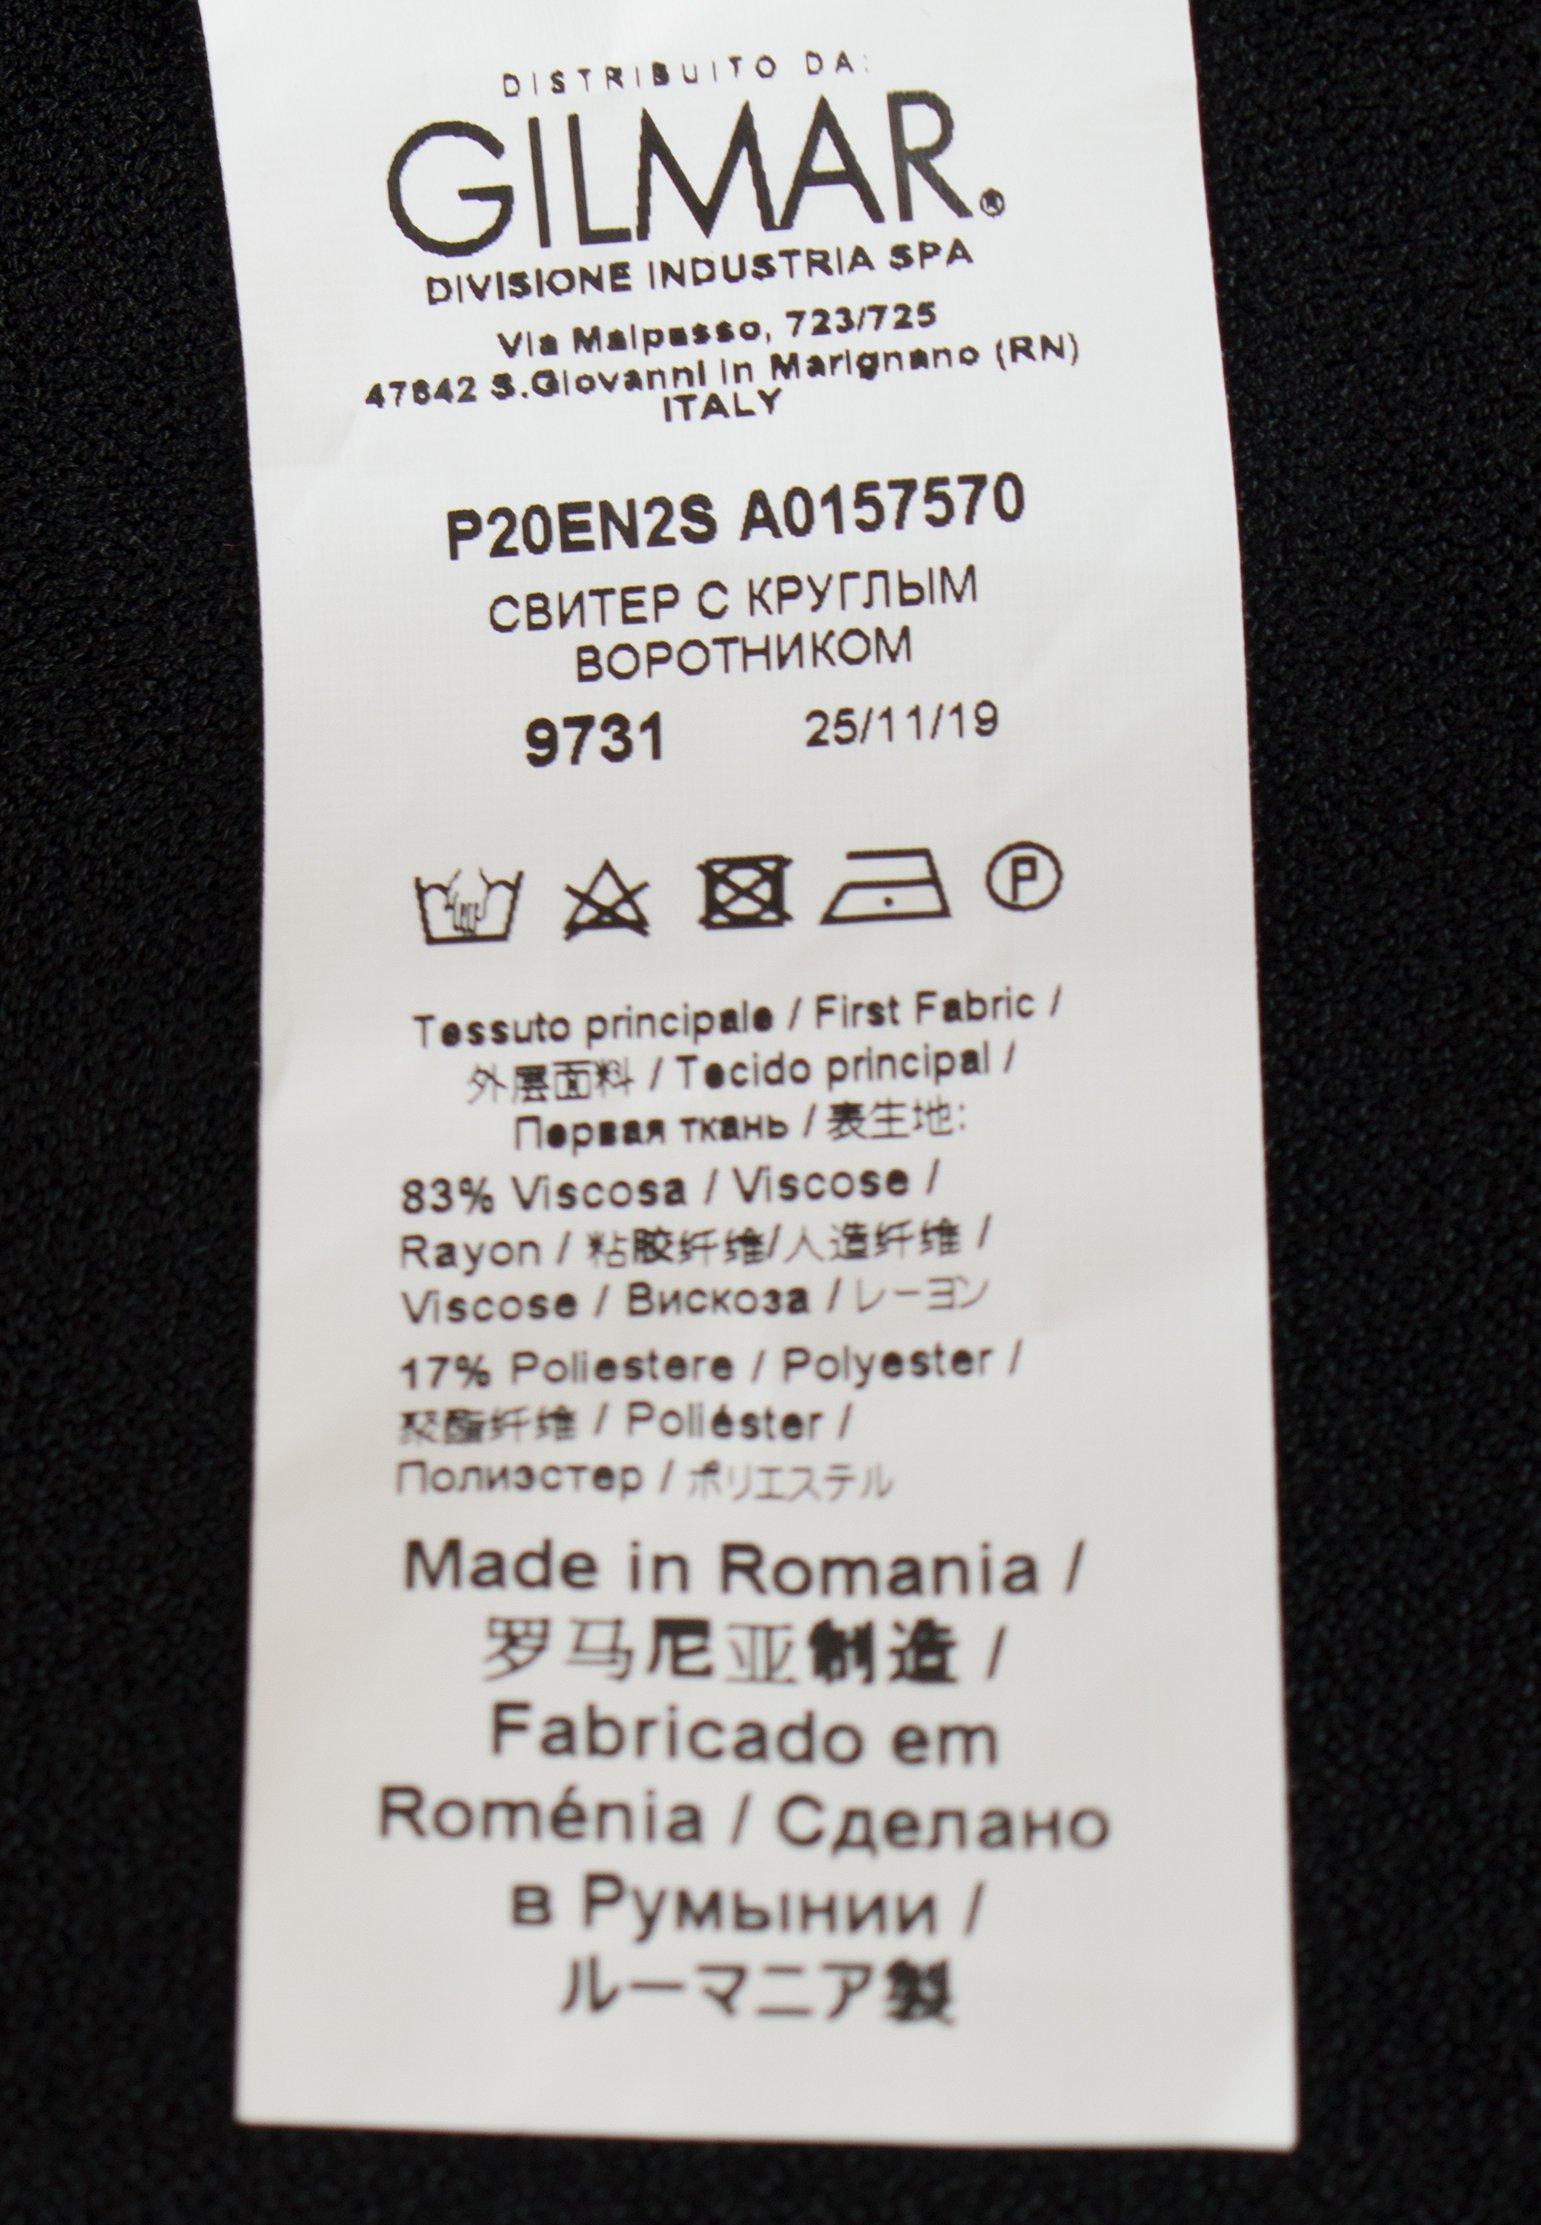 DISTRIBUITO DA:
GILMAR®
DIVISIONE INDUSTRIA SPA
Via Malpasso, 723/725
47842 S.Giovanni in Marignano (RN)
ITALY
P20EN2S A0157570
СВИТЕР С КРУГЛЫМ
ВОРОТНИКОМ
9731 25/11/19
P
Tessuto principale / First Fabric /
外层面料 / Tecido principal /
Первая ткань / 表生地:
83% Viscosa / Viscose /
Rayon / 粘胶纤维/人造纤维 /
Viscose / Вискоза / レーヨン
17% Poliestere / Polyester /
聚酯纤维 / Poliéster /
Полиэстер / ポリエステル
Made in Romania /
罗马尼亚制造 /
Fabricado em
Roménia / Сделано
в Румынии /
ルーマニア製